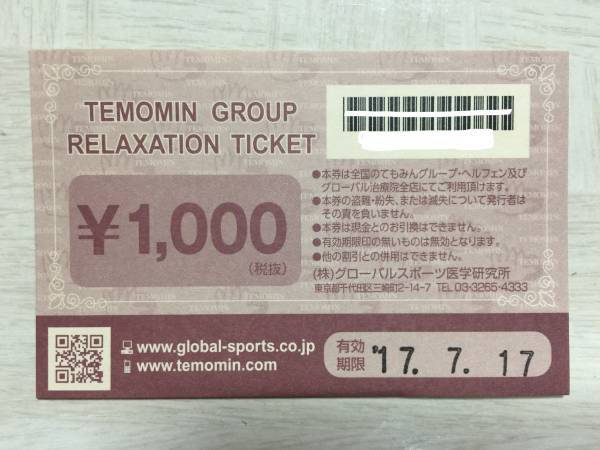 TEMOMIN GROUP
RELAXATION TICKET
¥1,000
(税抜)
●本券は全国のてもみんグループ・ヘルフェン及び
グローバル治療院全店にてご利用頂けます。
●本券の盗難・紛失、または滅失について発行者は
その責を負いません。
●本券は現金とのお引換はできません。
●有効期限印の無いものは無効となります。
●他の割引との併用はできません。
(株)グローバルスポーツ医学研究所
東京都千代田区三崎町2-14-7 TEL 03-3265-4333
www.global-sports.co.jp
www.temomin.com
有効
期限
'17. 7. 17